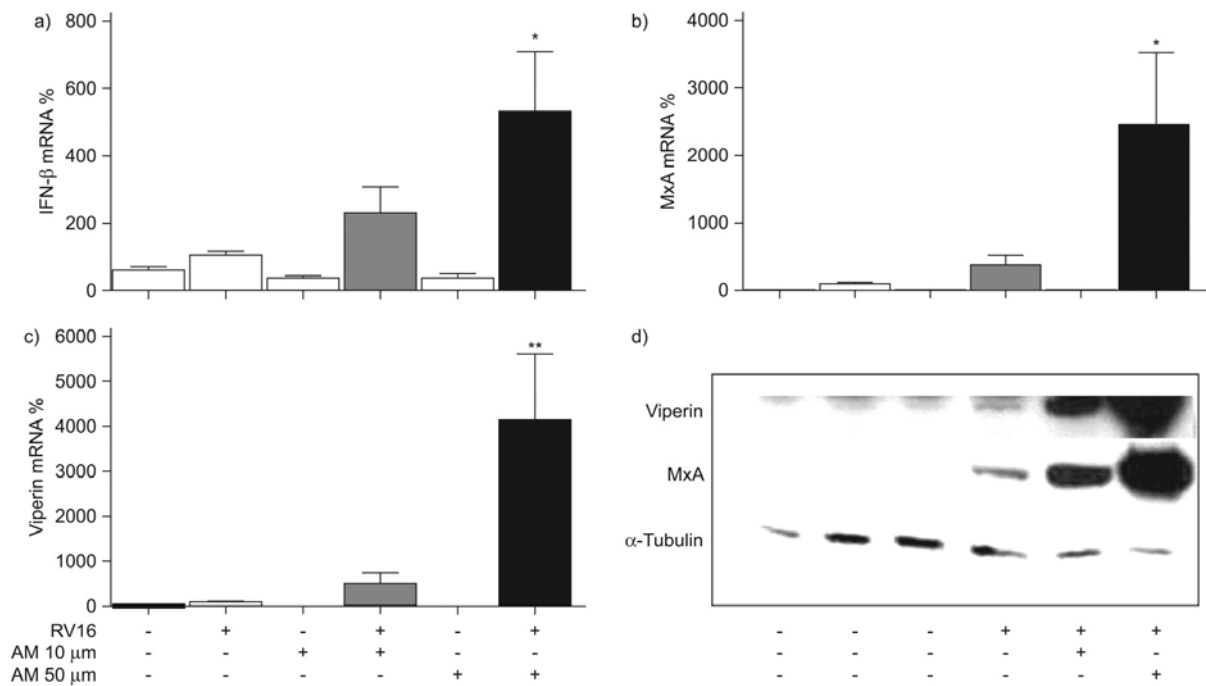 a)
800
600
400
200
0
IFN-β mRNA %
*
b)
4000
3000
2000
1000
0
MxA mRNA %
*
c)
6000
5000
4000
3000
2000
1000
0
Viperin mRNA %
**
d)
Viperin
MxA
α-Tubulin
RV16 - + - + - + - - - + + +
AM 10 μm - - + + - - - - - - + -
AM 50 μm - - - - + + - - - - - +